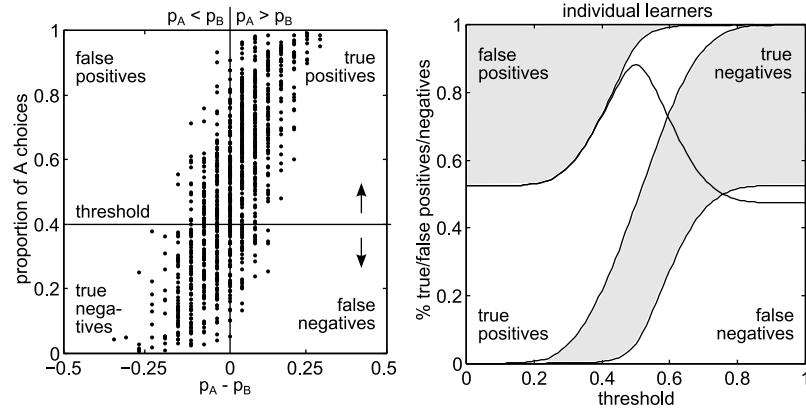 p_A < p_B p_A > p_B
false positives
true positives
proportion of A choices
1
0.8
0.6
0.4
0.2
0
threshold
true nega-tives
false negatives
−0.5 −0.25 0 0.25 0.5
p_A - p_B
individual learners
% true/false positives/negatives
1
0.8
0.6
0.4
0.2
0
false positives
true negatives
true positives
false negatives
0 0.2 0.4 0.6 0.8 1
threshold